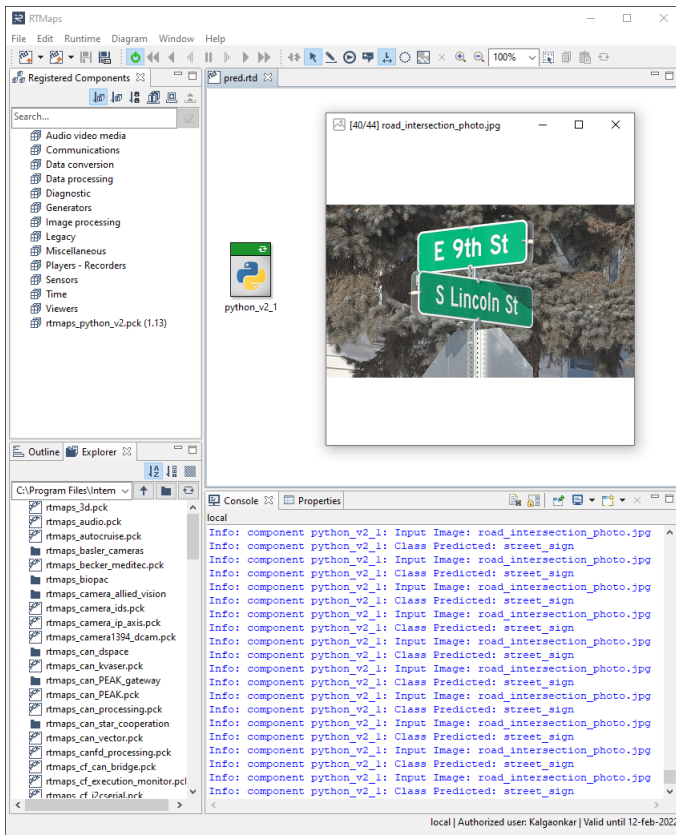 RTMaps
File Edit Runtime Diagram Window Help
100%
Registered Components
Search...
Audio video media
Communications
Data conversion
Data processing
Diagnostic
Generators
Image processing
Legacy
Miscellaneous
Players - Recorders
Sensors
Time
Viewers
rtmaps_python_v2.pck (1.13)
pred.rtd
python_v2_1
[40/44] road_intersection_photo.jpg
E 9th St
S Lincoln St
Outline Explorer
C:\Program Files\Intem
rtmaps_3d.pck
rtmaps_audio.pck
rtmaps_autocruise.pck
rtmaps_basler_cameras
rtmaps_becker_meditec.pck
rtmaps_biopac
rtmaps_camera_allied_vision
rtmaps_camera_ids.pck
rtmaps_camera_ip_axis.pck
rtmaps_camera1394_dcam.pck
rtmaps_can_dspace
rtmaps_can_kvaser.pck
rtmaps_can_PEAK_gateway
rtmaps_can_PEAK.pck
rtmaps_can_processing.pck
rtmaps_can_star_cooperation
rtmaps_can_vector.pck
rtmaps_canfd_processing.pck
rtmaps_cf_can_bridge.pck
rtmaps_cf_execution_monitor.pcl
rtmaps_cf_i2cserial.pck
Console Properties
local
Info: component python_v2_1: Input Image: road_intersection_photo.jpg
Info: component python_v2_1: Class Predicted: street_sign
Info: component python_v2_1: Input Image: road_intersection_photo.jpg
Info: component python_v2_1: Class Predicted: street_sign
Info: component python_v2_1: Input Image: road_intersection_photo.jpg
Info: component python_v2_1: Class Predicted: street_sign
Info: component python_v2_1: Input Image: road_intersection_photo.jpg
Info: component python_v2_1: Class Predicted: street_sign
Info: component python_v2_1: Input Image: road_intersection_photo.jpg
Info: component python_v2_1: Class Predicted: street_sign
Info: component python_v2_1: Input Image: road_intersection_photo.jpg
Info: component python_v2_1: Class Predicted: street_sign
Info: component python_v2_1: Input Image: road_intersection_photo.jpg
Info: component python_v2_1: Class Predicted: street_sign
Info: component python_v2_1: Input Image: road_intersection_photo.jpg
Info: component python_v2_1: Class Predicted: street_sign
Info: component python_v2_1: Input Image: road_intersection_photo.jpg
Info: component python_v2_1: Class Predicted: street_sign
Info: component python_v2_1: Input Image: road_intersection_photo.jpg
Info: component python_v2_1: Class Predicted: street_sign
local | Authorized user: Kalgaonkar | Valid until 12-feb-2022